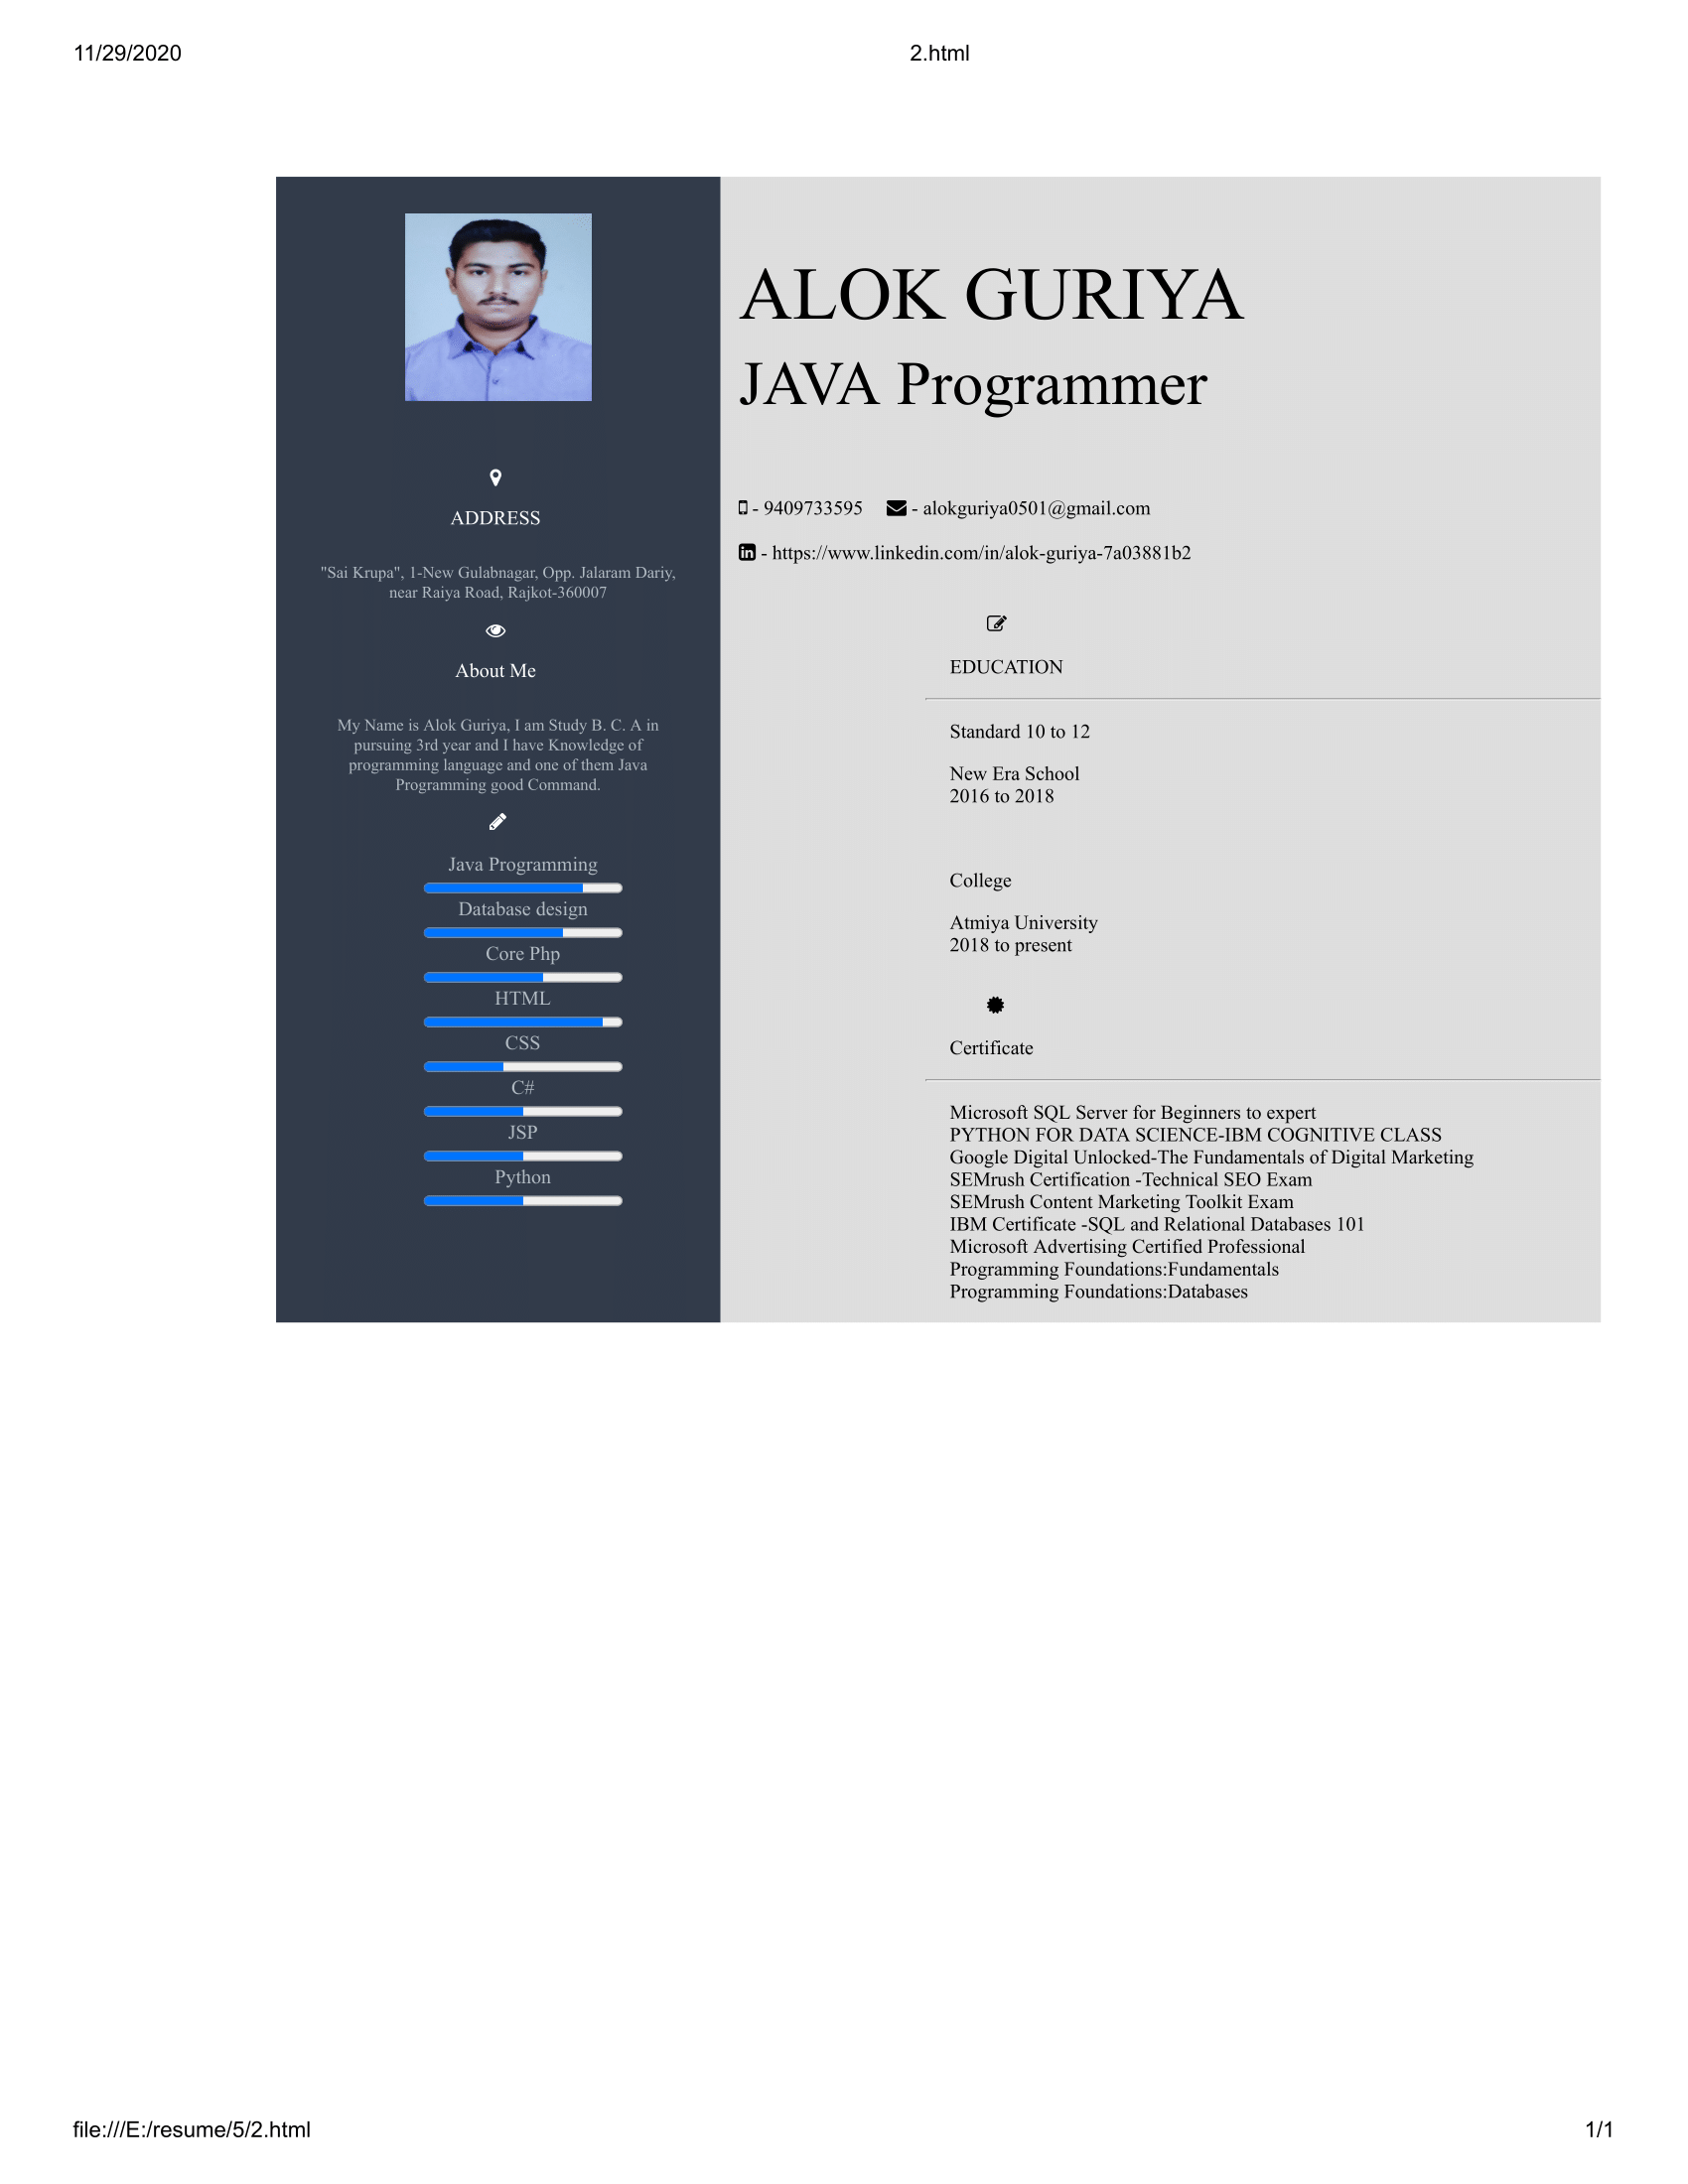 11/29/2020
2.html
ADDRESS
"Sai Krupa", 1-New Gulabnagar, Opp. Jalaram Dariy,
near Raiya Road, Rajkot-360007
About Me
My Name is Alok Guriya, I am Study B. C. A in
pursuing 3rd year and I have Knowledge of
programming language and one of them Java
Programming good Command.
Java Programming
Database design
Core Php
HTML
CSS
C#
JSP
Python
ALOK GURIYA
JAVA Programmer
- 9409733595 - alokguriya0501@gmail.com
- https://www.linkedin.com/in/alok-guriya-7a03881b2
EDUCATION
Standard 10 to 12
New Era School
2016 to 2018
College
Atmiya University
2018 to present
Certificate
Microsoft SQL Server for Beginners to expert
PYTHON FOR DATA SCIENCE-IBM COGNITIVE CLASS
Google Digital Unlocked-The Fundamentals of Digital Marketing
SEMrush Certification -Technical SEO Exam
SEMrush Content Marketing Toolkit Exam
IBM Certificate -SQL and Relational Databases 101
Microsoft Advertising Certified Professional
Programming Foundations:Fundamentals
Programming Foundations:Databases
file:///E:/resume/5/2.html
1/1